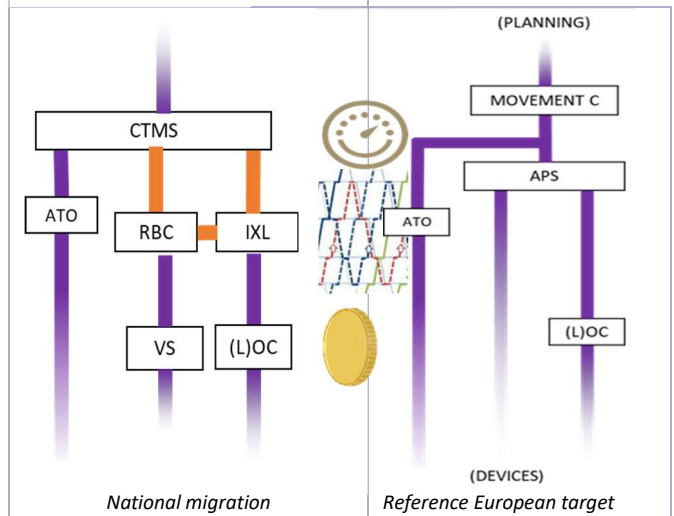 (PLANNING)
MOVEMENT C
CTMS
APS
ATO
RBC
IXL
ATO
VS
(L)OC
(L)OC
(DEVICES)
National migration
Reference European target